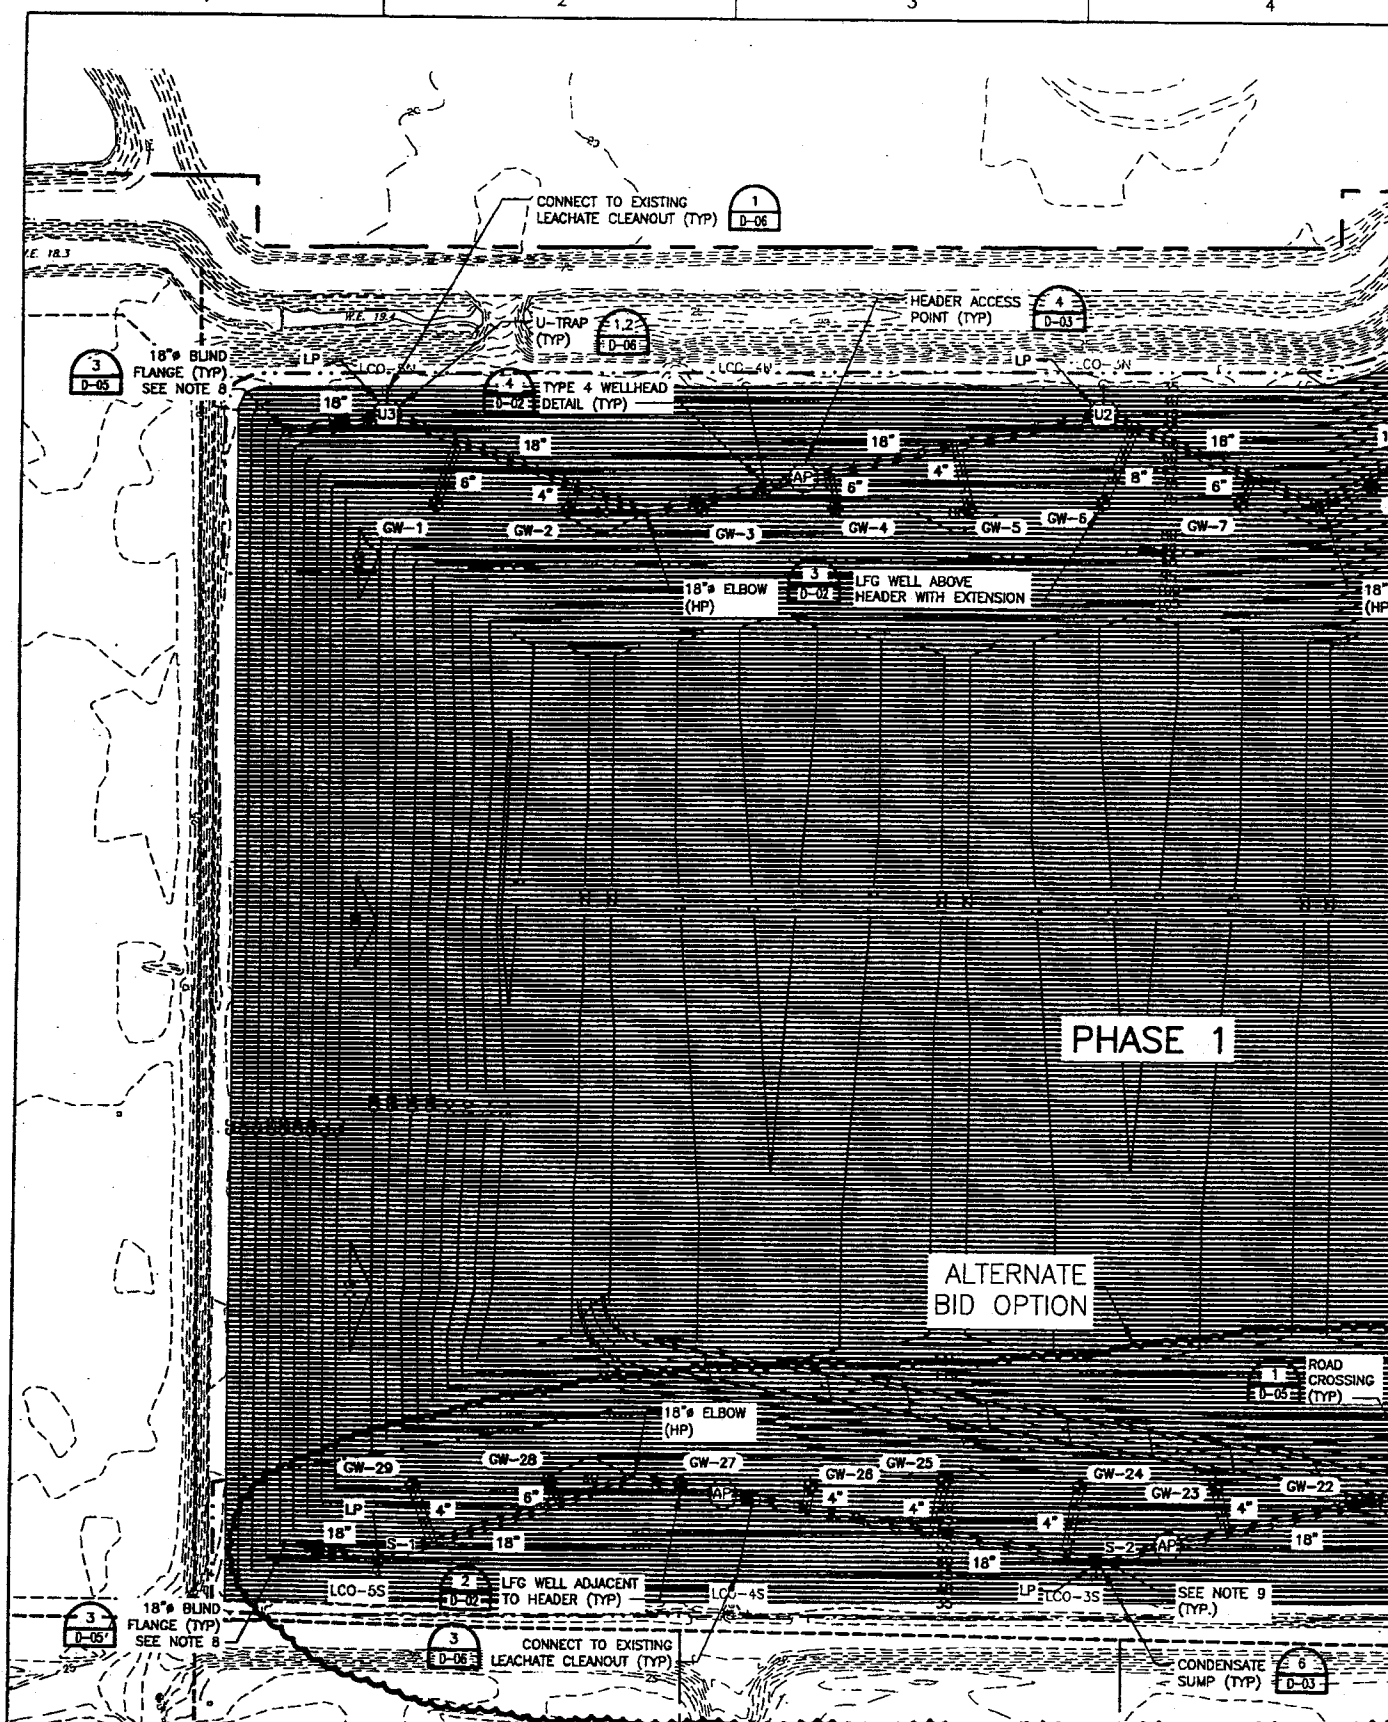 2
3
4
CONNECT TO EXISTING
LEACHATE CLEANOUT (TYP)
1
D-06
W.E. 19.4
HEADER ACCESS
POINT (TYP)
4
D-03
U-TRAP
(TYP)
1,2
D-06
3
D-05
18"ø BLIND
FLANGE (TYP)
SEE NOTE 8
LP
LP
4
D-02
TYPE 4 WELLHEAD
DETAIL (TYP)
18"
U3
U2
18"
18"
18"
6"
4"
AP
6"
4"
8"
6"
GW-1
GW-2
GW-3
GW-4
GW-5
GW-6
GW-7
18"ø ELBOW
(HP)
3
D-02
LFG WELL ABOVE
HEADER WITH EXTENSION
18"
(HP
PHASE 1
ALTERNATE
BID OPTION
1
D-05
ROAD
CROSSING
(TYP)
18"ø ELBOW
(HP)
GW-29
GW-28
GW-27
GW-26
GW-25
GW-24
GW-23
GW-22
LP
4"
6"
AP
4"
4"
4"
4"
18"
S-1
18"
18"
S-2
AP
18"
LCO-5S
2
D-02
LFG WELL ADJACENT
TO HEADER (TYP)
LCO-4S
LP
LCO-3S
SEE NOTE 9
(TYP.)
3
D-05
18"ø BLIND
FLANGE (TYP)
SEE NOTE 8
3
D-06
CONNECT TO EXISTING
LEACHATE CLEANOUT (TYP)
25
CONDENSATE
SUMP (TYP)
6
D-03